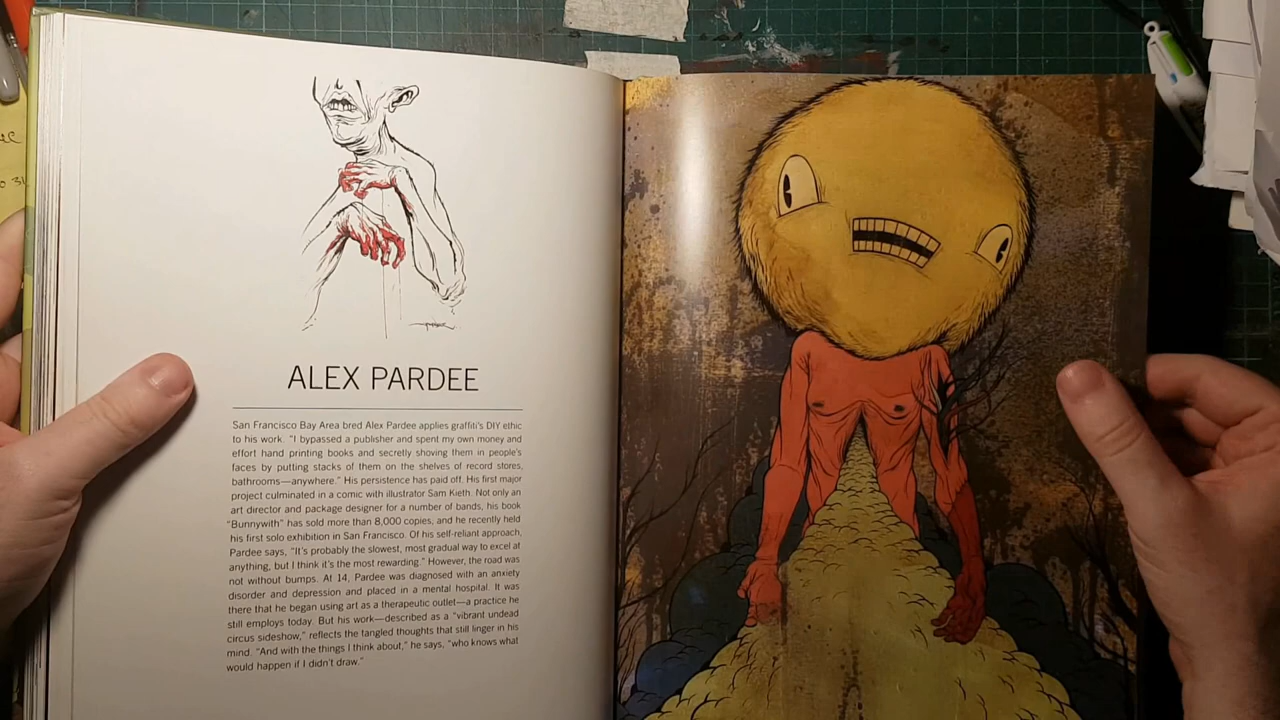 ALEX PARDEE
San Francisco Bay Area bred Alex Pardee applies graffiti's DIY ethic
to his work. "I bypassed a publisher and spent my own money and
effort hand printing books and secretly shoving them in people's
faces by putting stacks of them on the shelves of record stores,
bathrooms—anywhere." His persistence has paid off. His first major
project culminated in a comic with illustrator Sam Kieth. Not only an
art director and package designer for a number of bands, his book
"Bunnywith" has sold more than 8,000 copies, and he recently held
his first solo exhibition in San Francisco. Of his self-reliant approach,
Pardee says, "It's probably the slowest, most gradual way to excel at
anything, but I think it's the most rewarding." However, the road was
not without bumps. At 14, Pardee was diagnosed with an anxiety
disorder and depression and placed in a mental hospital. It was
there that he began using art as a therapeutic outlet—a practice he
still employs today. But his work—described as a "vibrant undead
circus sideshow," reflects the tangled thoughts that still linger in his
mind. "And with the things I think about," he says, "who knows what
would happen if I didn't draw."